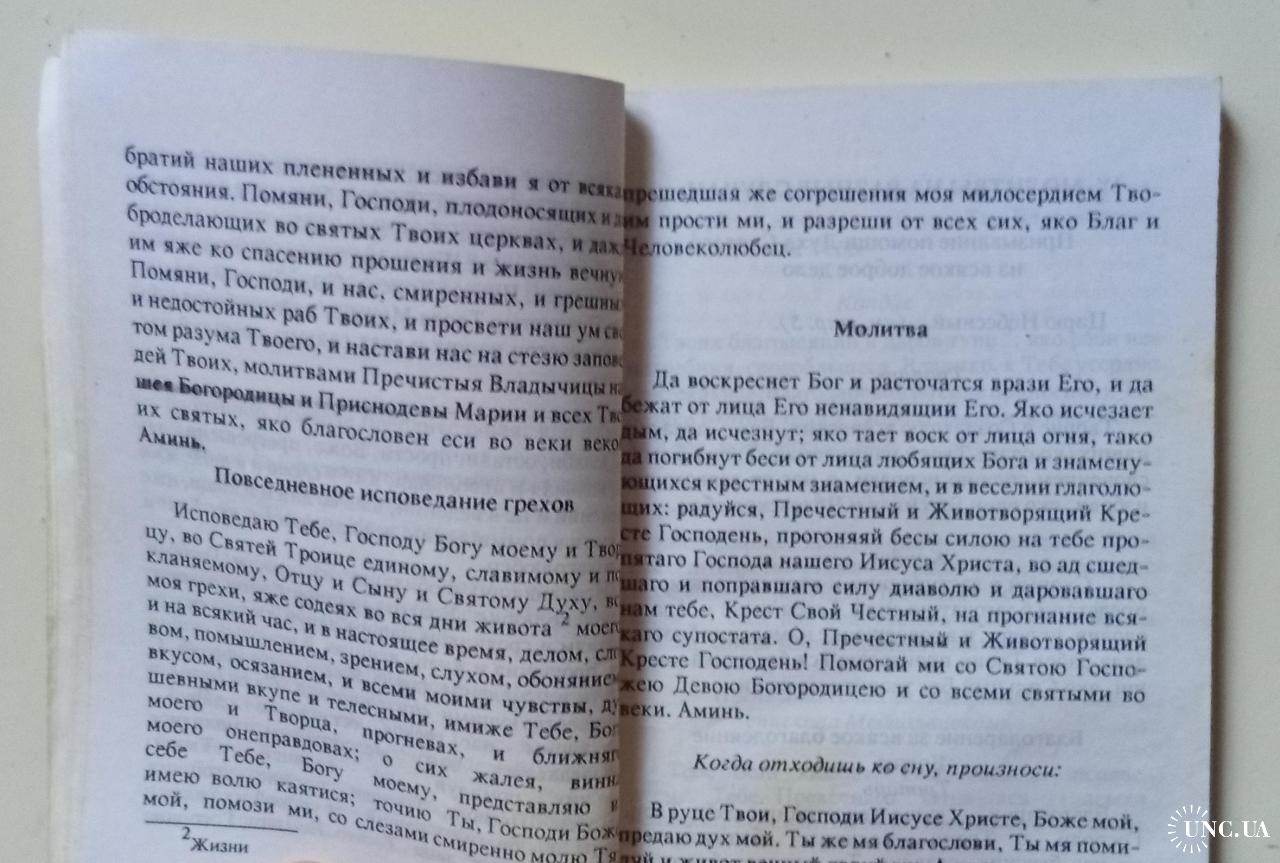 братий наших плененных и избави я от всяка
обстояния. Помяни, Господи, плодоносящих и д
броделающих во святых Твоих церквах, и даж
им яже ко спасению прошения и жизнь вечну
Помяни, Господи, и нас, смиренных, и грешны
и недостойных раб Твоих, и просвети наш ум св
том разума Твоего, и настави нас на стезю запов
дей Твоих, молитвами Пречистыя Владычицы н
шея Богородицы и Приснодевы Марии и всех Тв
их святых, яко благословен еси во веки веко
Аминь.
Повседневное исповедание грехов
Исповедаю Тебе, Господу Богу моему и Твор
цу, во Святей Троице единому, славимому и по
кланяемому, Отцу и Сыну и Святому Духу, вс
моя грехи, яже содеях во вся дни живота 2 моего
и на всякий час, и в настоящее время, делом, сло
вом, помышлением, зрением, слухом, обоняние
вкусом, осязанием, и всеми моими чувствы, ду
шевными вкупе и телесными, имиже Тебе, Бог
моего и Творца, прогневах, и ближняг
моего онеправдовах; о сих жалея, винн
себе Тебе, Богу моему, представляю и
имею волю каятися; точию Ты, Господи Боже
мой, помози ми, со слезами смиренно молю Тя
2Жизни
прешедшая же согрешения моя милосердием Тво-
им прости ми, и разреши от всех сих, яко Благ и
Человеколюбец.
Молитва
Да воскреснет Бог и расточатся врази Его, и да
бежат от лица Его ненавидящии Его. Яко исчезает
дым, да исчезнут; яко тает воск от лица огня, тако
да погибнут беси от лица любящих Бога и знамену-
ющихся крестным знамением, и в веселии глаголю-
щих: радуйся, Пречестный и Животворящий Кре-
сте Господень, прогоняяй бесы силою на тебе про-
пятаго Господа нашего Иисуса Христа, во ад сшед-
шаго и поправшаго силу диаволю и даровавшаго
нам тебе, Крест Свой Честный, на прогнание вся-
каго супостата. О, Пречестный и Животворящий
Кресте Господень! Помогай ми со Святою Госпо-
жею Девою Богородицею и со всеми святыми во
веки. Аминь.
Когда отходишь ко сну, произноси:
В руце Твои, Господи Иисусе Христе, Боже мой,
предаю дух мой. Ты же мя благослови, Ты мя поми-
UNC.UA